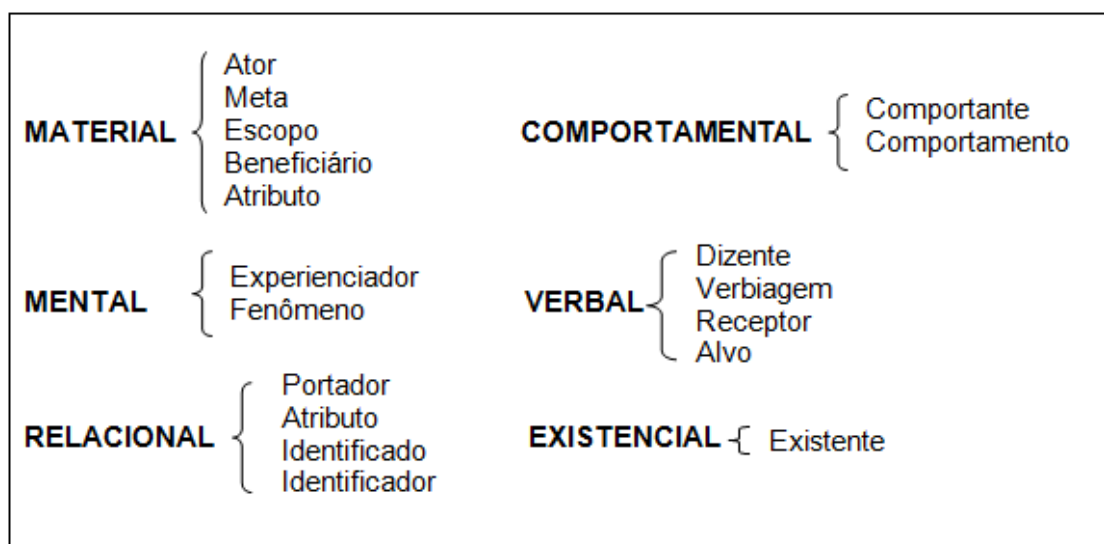 MATERIAL
Ator
Meta
Escopo
Beneficiário
Atributo
COMPORTAMENTAL
Comportante
Comportamento
MENTAL
Experienciador
Fenômeno
VERBAL
Dizente
Verbiagem
Receptor
Alvo
RELACIONAL
Portador
Atributo
Identificado
Identificador
EXISTENCIAL
Existente